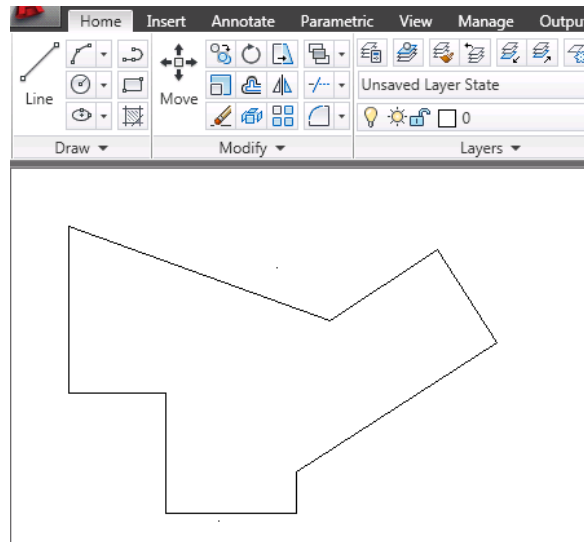 Home Insert Annotate Parametric View Manage Outpu
Line
Move
Unsaved Layer State
0
Draw
Modify
Layers